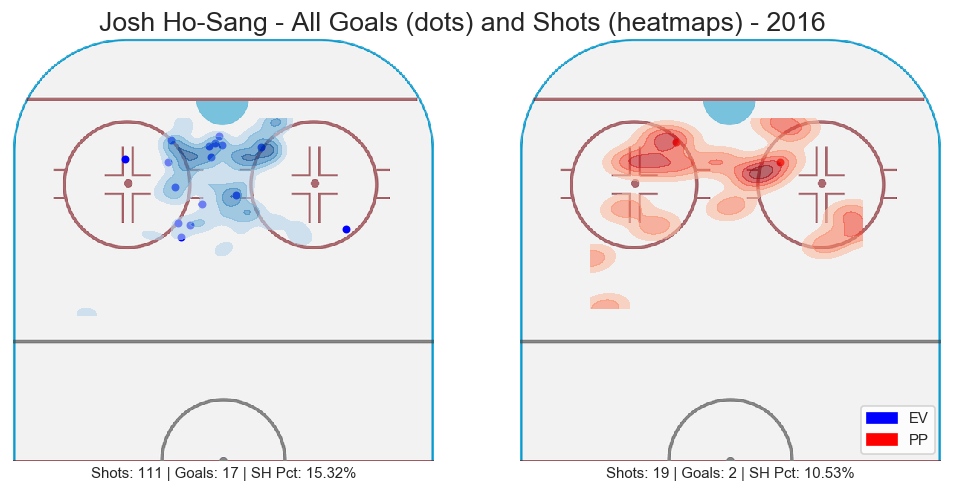 Josh Ho-Sang - All Goals (dots) and Shots (heatmaps) - 2016
EV
PP
Shots: 111 | Goals: 17 | SH Pct: 15.32%
Shots: 19 | Goals: 2 | SH Pct: 10.53%